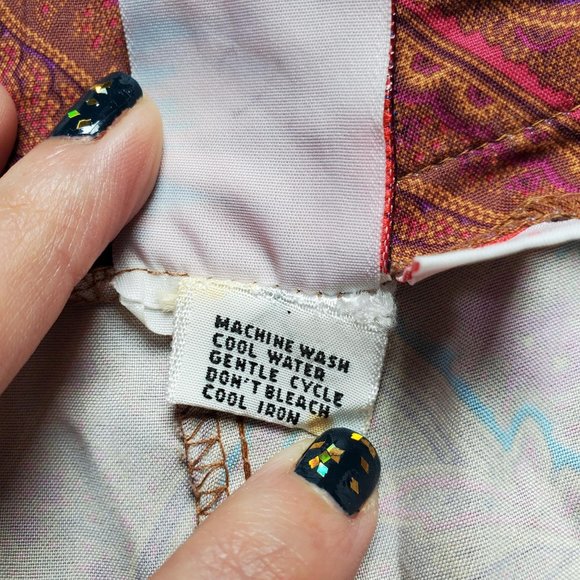 MACHINE WASH
COOL WATER
GENTLE CYCLE
DON'T BLEACH
COOL IRON